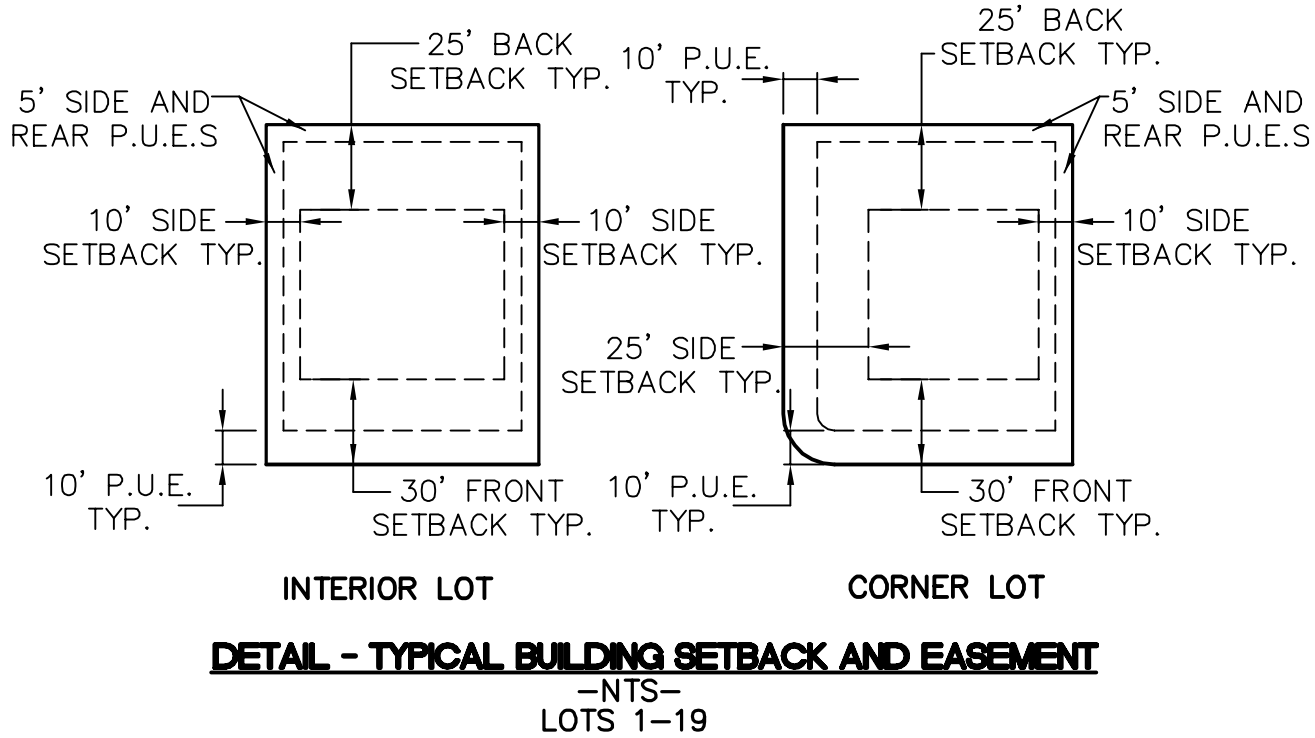 25' BACK
SETBACK TYP.
5' SIDE AND
REAR P.U.E.S
10' SIDE
SETBACK TYP.
10' SIDE
SETBACK TYP.
10' P.U.E.
TYP.
30' FRONT
SETBACK TYP.
INTERIOR LOT
25' BACK
SETBACK TYP.
10' P.U.E.
TYP.
5' SIDE AND
REAR P.U.E.S
10' SIDE
SETBACK TYP.
25' SIDE
SETBACK TYP.
10' P.U.E.
TYP.
30' FRONT
SETBACK TYP.
CORNER LOT
DETAIL - TYPICAL BUILDING SETBACK AND EASEMENT
-NTS-
LOTS 1-19